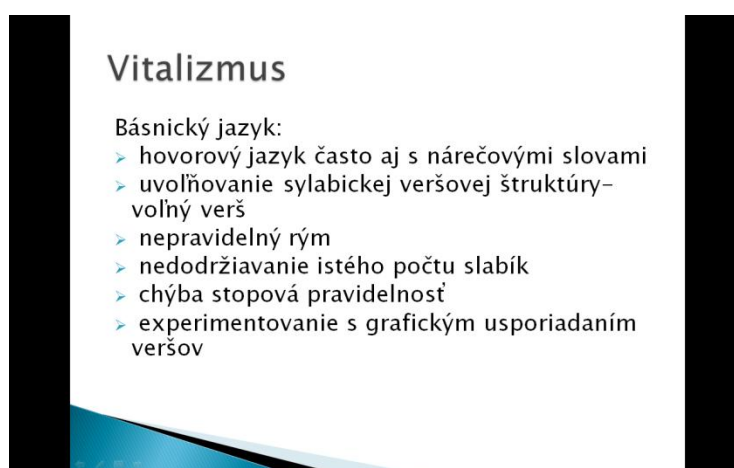 Vitalizmus
Básnický jazyk:
➢ hovorový jazyk často aj s nárečovými slovami
➢ uvoľňovanie sylabickej veršovej štruktúry–
voľný verš
➢ nepravidelný rým
➢ nedodržiavanie istého počtu slabík
➢ chýba stopová pravidelnosť
➢ experimentovanie s grafickým usporiadaním
veršov